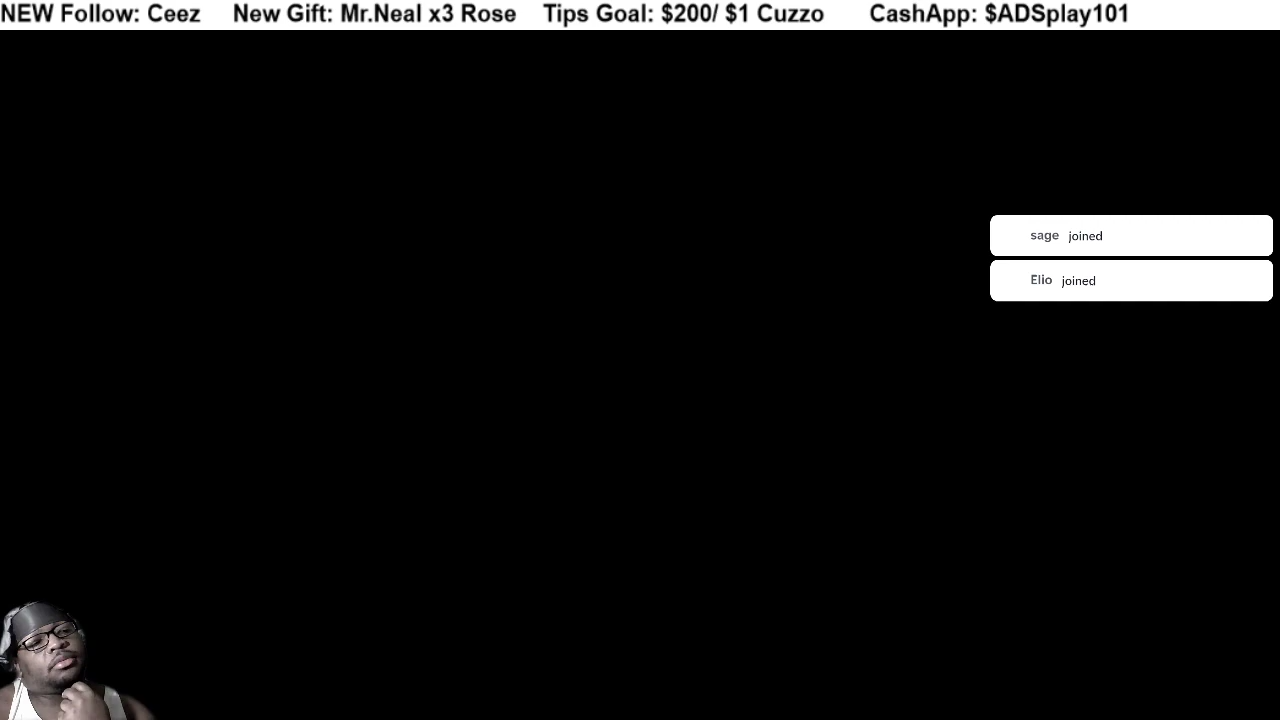 NEW Follow: Ceez New Gift: Mr.Neal x3 Rose Tips Goal: $200/ $1 Cuzzo CashApp: $ADSplay101
sage joined
Elio joined